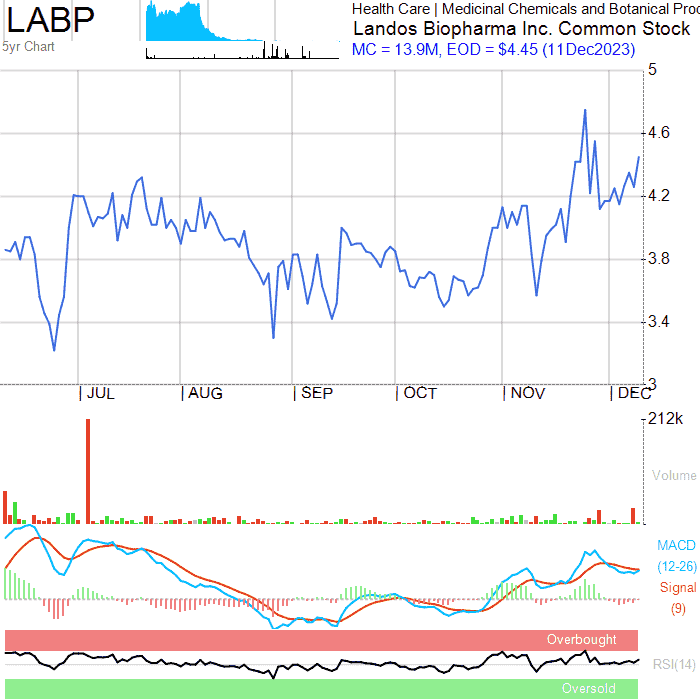 LABP
5yr Chart
Health Care | Medicinal Chemicals and Botanical Proc
Landos Biopharma Inc. Common Stock
MC = 13.9M, EOD = $4.45 (11Dec2023)
5
4.6
4.2
3.8
3.4
3
| JUL | AUG | SEP | OCT | NOV | DEC
212k
Volume
MACD
(12-26)
Signal
(9)
Overbought
RSI(14)
Oversold